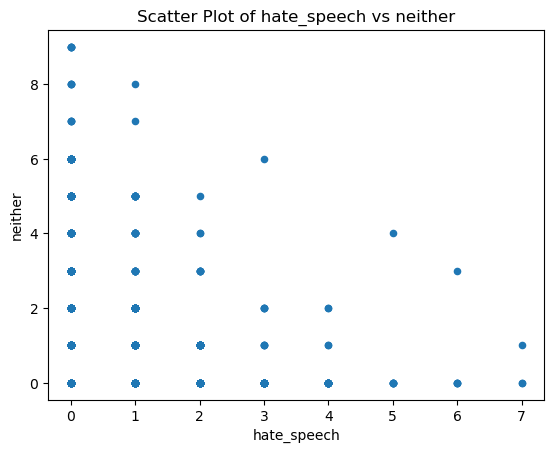 Scatter Plot of hate_speech vs neither
8
6
4
2
0
neither
0 1 2 3 4 5 6 7
hate_speech